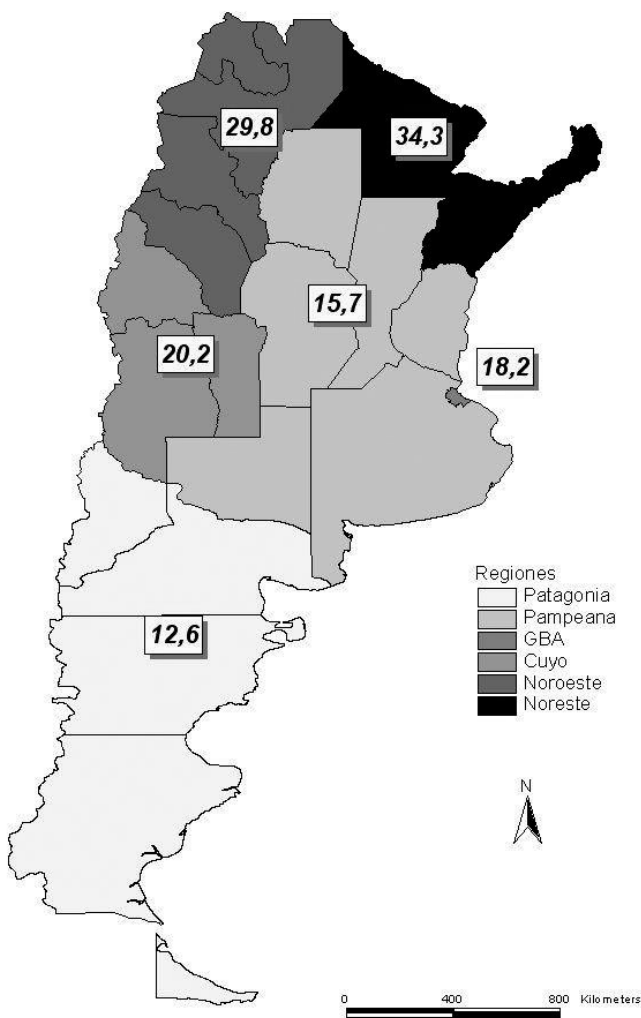 29,8
34,3
15,7
20,2
18,2
12,6
Regiones
Patagonia
Pampeana
GBA
Cuyo
Noroeste
Noreste
N
0 400 800 Kilometers